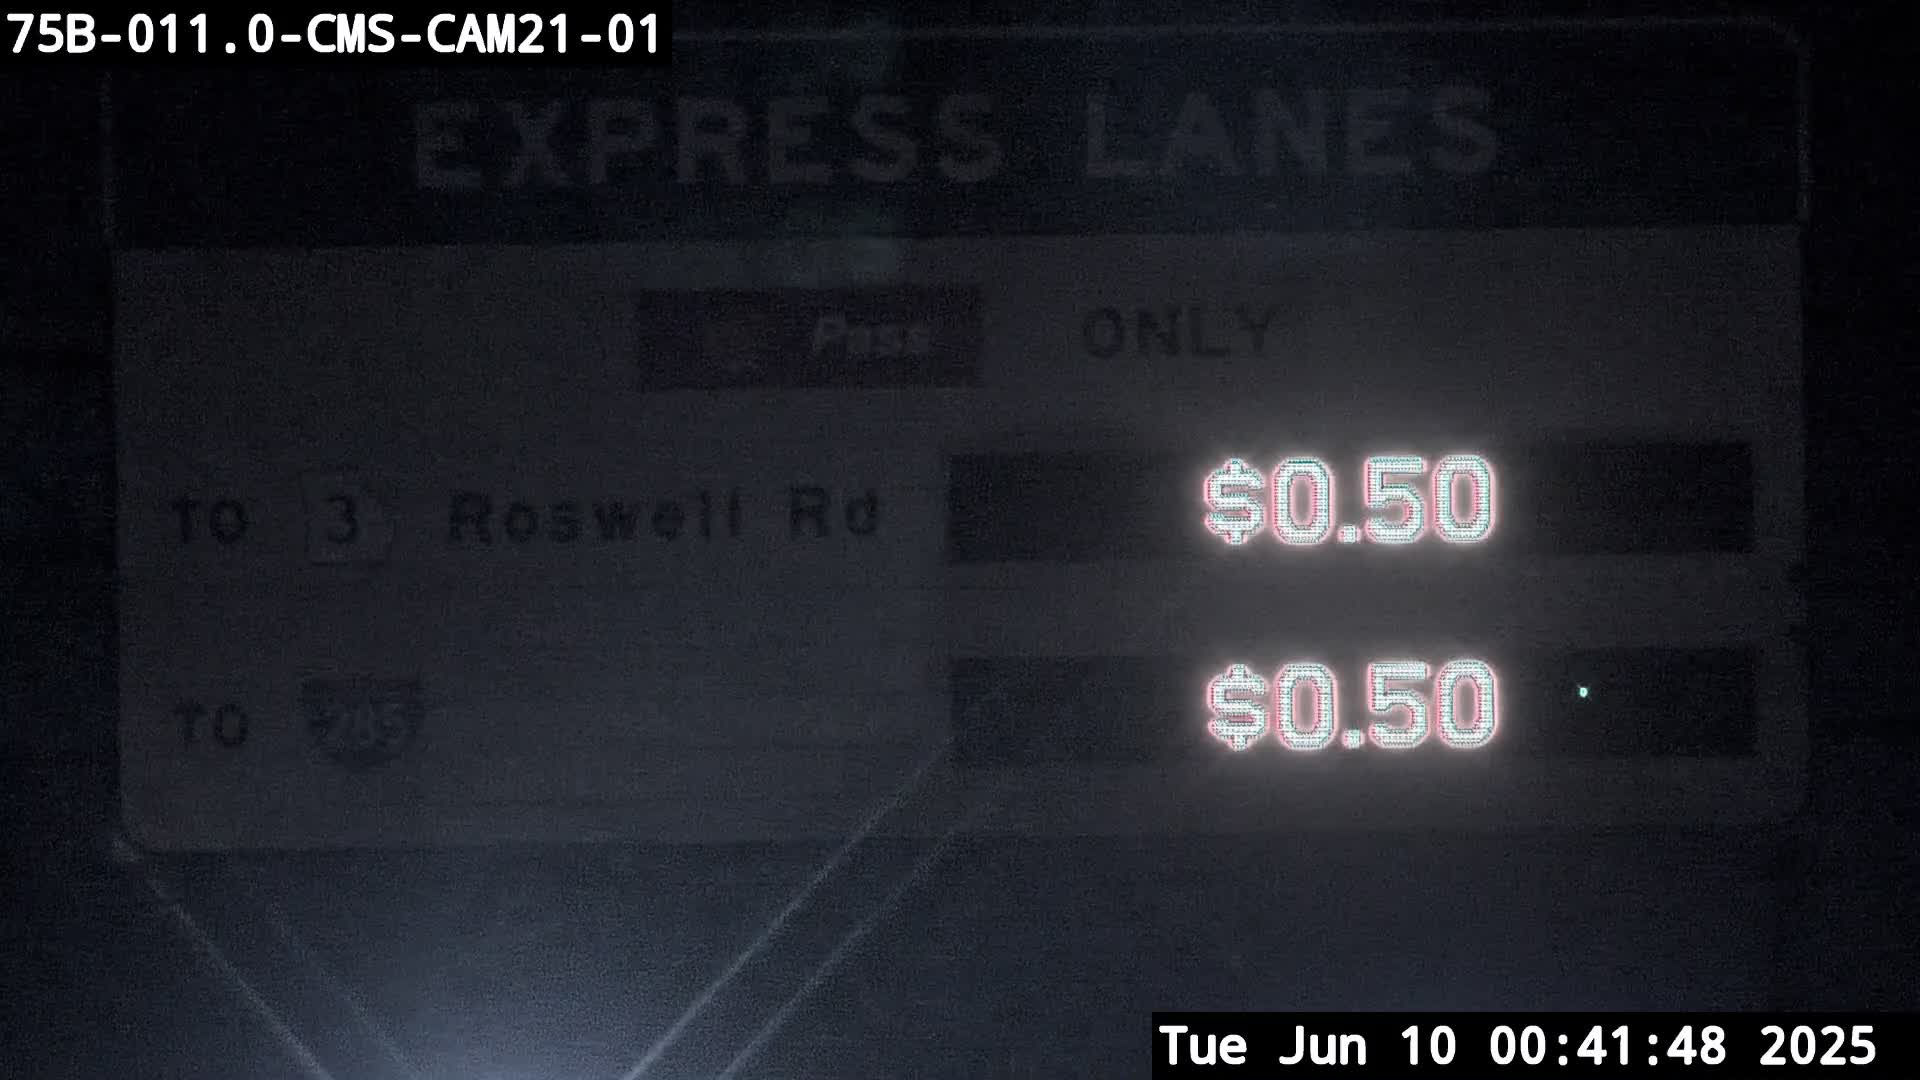 75B-011.0-CMS-CAM21-01
EXPRESS LANES
Pass ONLY
TO 3 Roswell Rd $0.50
TO 285 $0.50
Tue Jun 10 00:41:48 2025